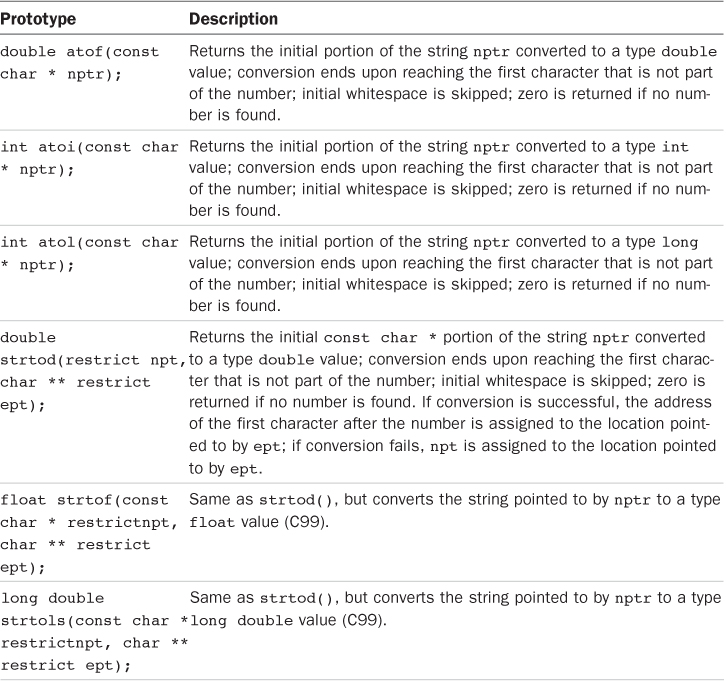 Prototype Description
double atof(const Returns the initial portion of the string nptr converted to a type double
char * nptr); value; conversion ends upon reaching the first character that is not part
of the number; initial whitespace is skipped; zero is returned if no num-
ber is found.
int atoi(const char Returns the initial portion of the string nptr converted to a type int
* nptr); value; conversion ends upon reaching the first character that is not part
of the number; initial whitespace is skipped; zero is returned if no num-
ber is found.
int atol(const char Returns the initial portion of the string nptr converted to a type long
* nptr); value; conversion ends upon reaching the first character that is not part
of the number; initial whitespace is skipped; zero is returned if no num-
ber is found.
double Returns the initial const char * portion of the string nptr converted
strtod(restrict npt, to a type double value; conversion ends upon reaching the first charac-
char ** restrict ter that is not part of the number; initial whitespace is skipped; zero is
ept); returned if no number is found. If conversion is successful, the address
of the first character after the number is assigned to the location point-
ed to by ept; if conversion fails, npt is assigned to the location pointed
to by ept.
float strtof(const Same as strtod(), but converts the string pointed to by nptr to a type
char * restrictnpt, float value (C99).
char ** restrict
ept);
long double Same as strtod(), but converts the string pointed to by nptr to a type
strtols(const char * long double value (C99).
restrictnpt, char **
restrict ept);